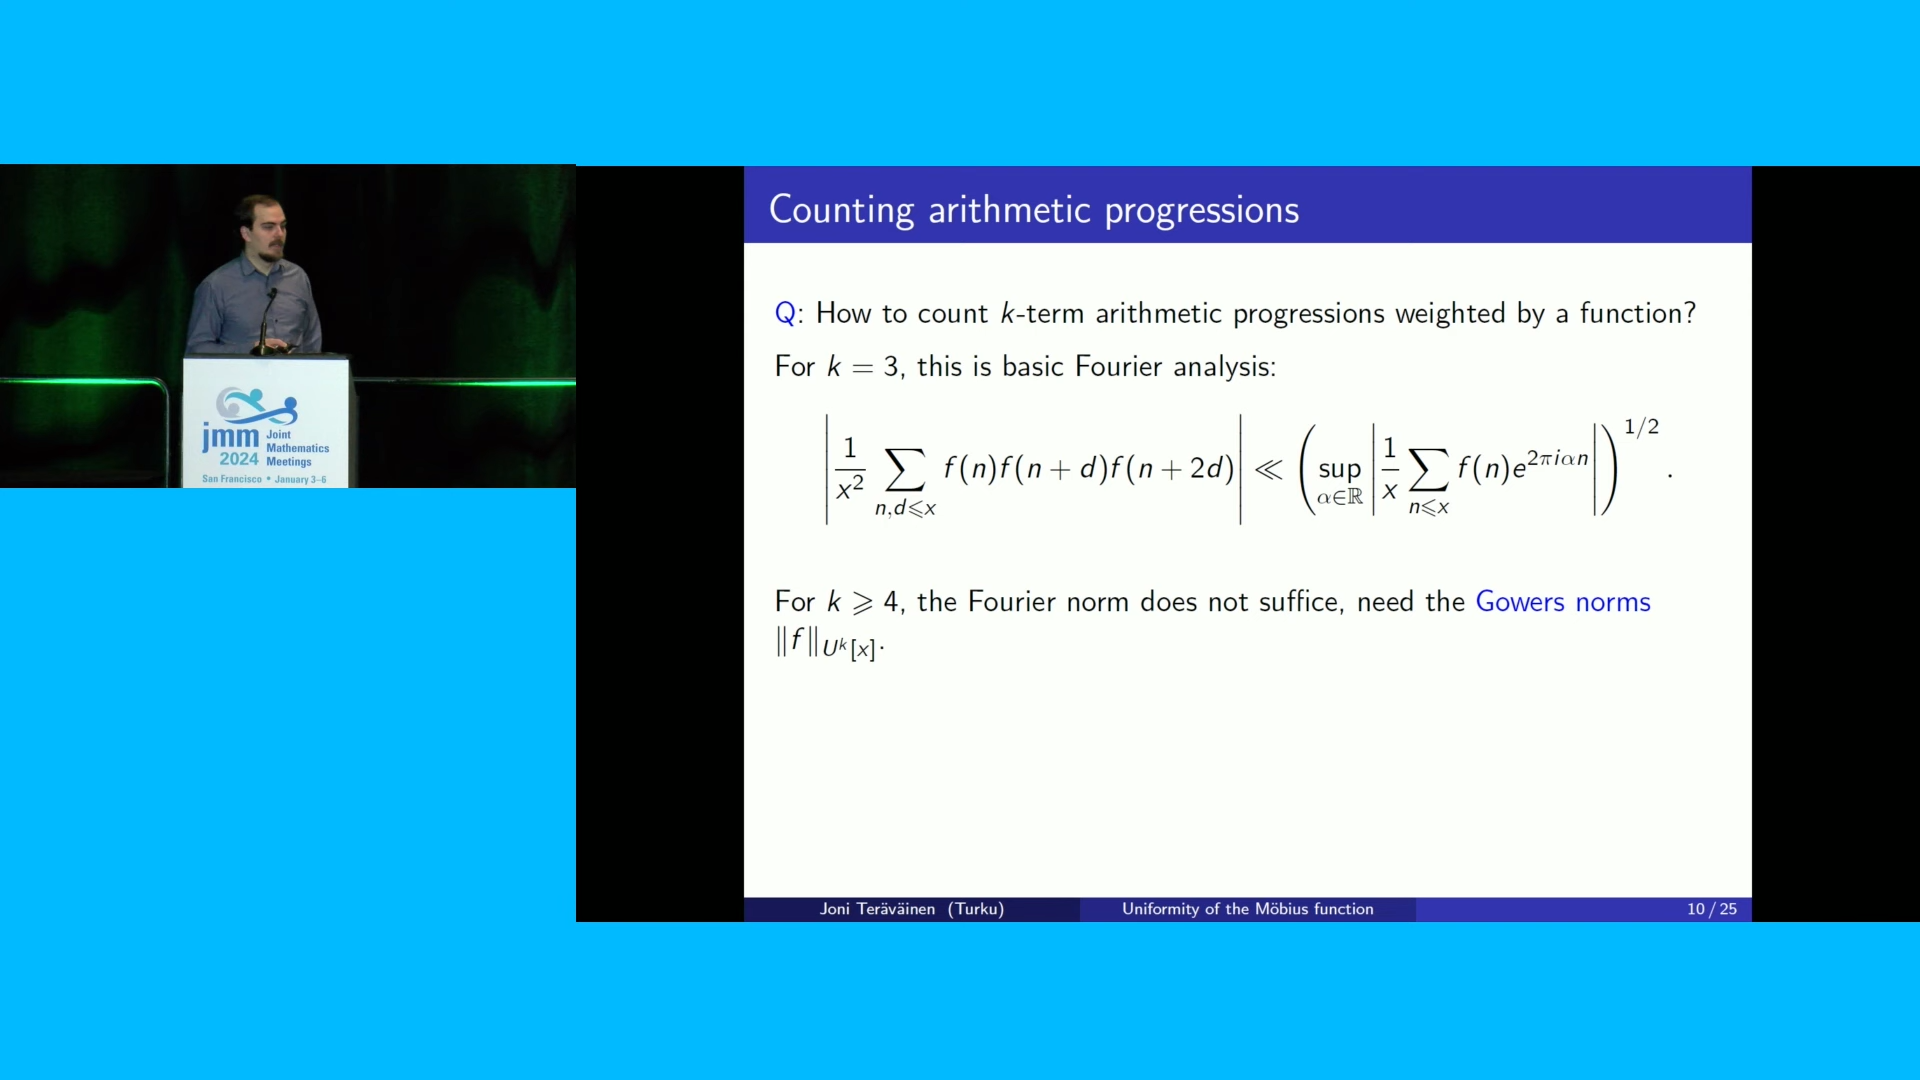 jmm Joint
Mathematics
2024 Meetings
San Francisco • January 3–6
Counting arithmetic progressions
Q: How to count k-term arithmetic progressions weighted by a function?
For k = 3, this is basic Fourier analysis:
| 1/x² ∑_{n,d⩽x} f(n)f(n + d)f(n + 2d) | ≪ ( sup_{α∈ℝ} | 1/x ∑_{n⩽x} f(n)e^{2πiαn} | )^{1/2} .
For k ⩾ 4, the Fourier norm does not suffice, need the Gowers norms
‖f‖_{U^k[x]}.
Joni Teräväinen (Turku) Uniformity of the Möbius function 10 / 25